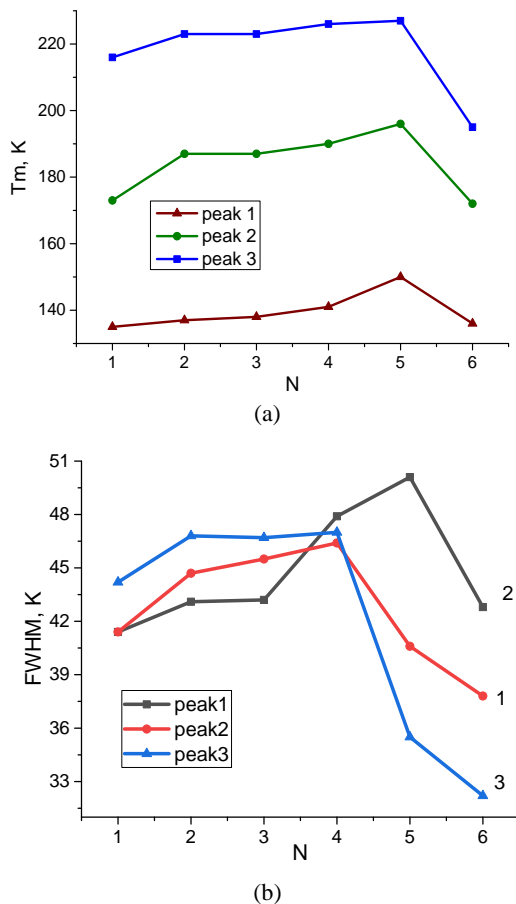 220
200
180
160
140
Tm, K
peak 1
peak 2
peak 3
1 2 3 4 5 6
N
(a)
51
48
45
42
39
36
33
FWHM, K
2
1
3
peak1
peak2
peak3
1 2 3 4 5 6
N
(b)